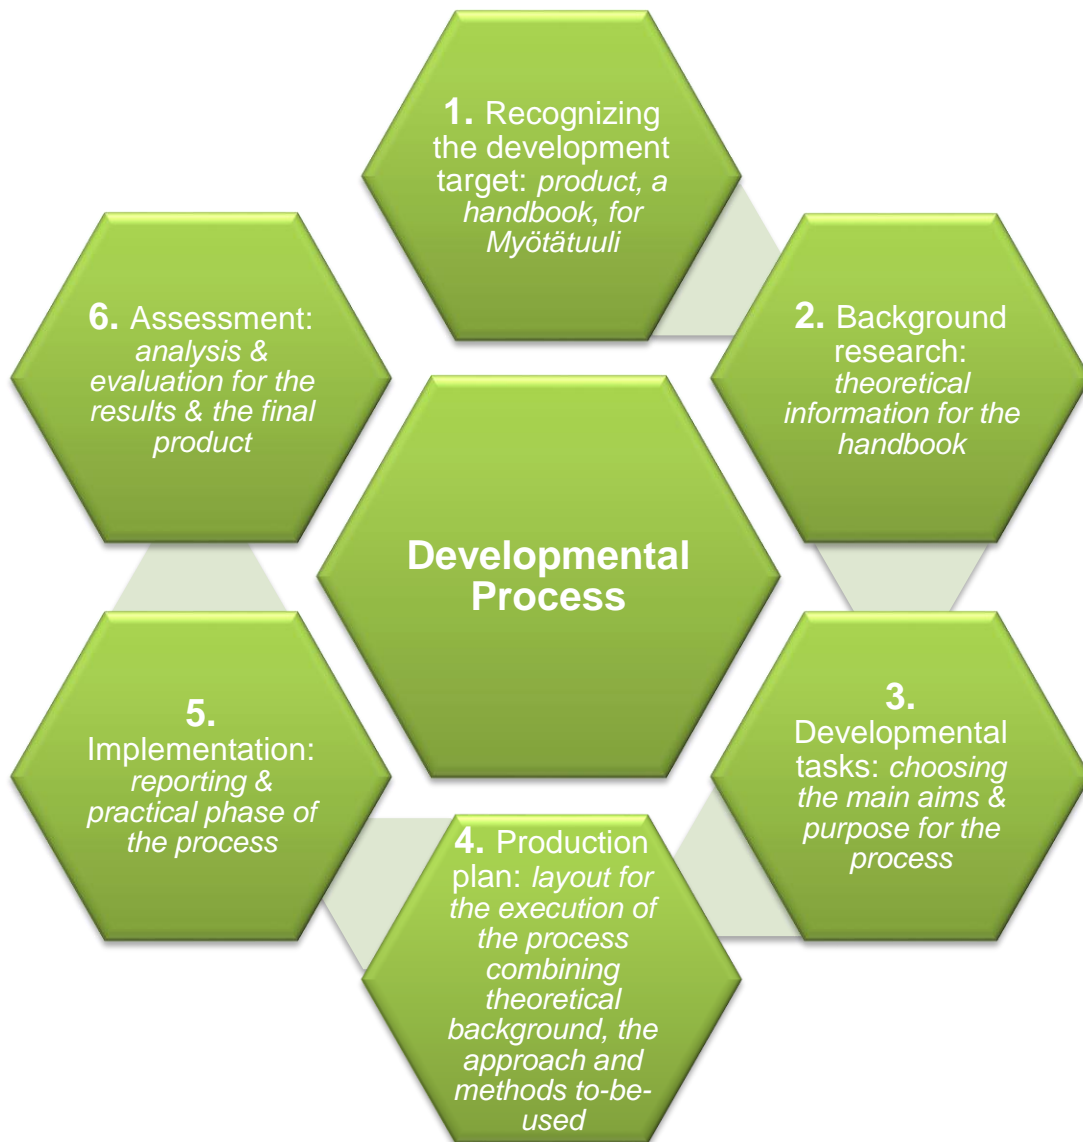 1. Recognizing
the development
target: product, a
handbook, for
Myötätuuli
2. Background
research:
theoretical
information for the
handbook
3.
Developmental
tasks: choosing
the main aims &
purpose for the
process
4. Production
plan: layout for
the execution of
the process
combining
theoretical
background, the
approach and
methods to-be-
used
5.
Implementation:
reporting &
practical phase of
the process
6. Assessment:
analysis &
evaluation for the
results & the final
product
Developmental
Process